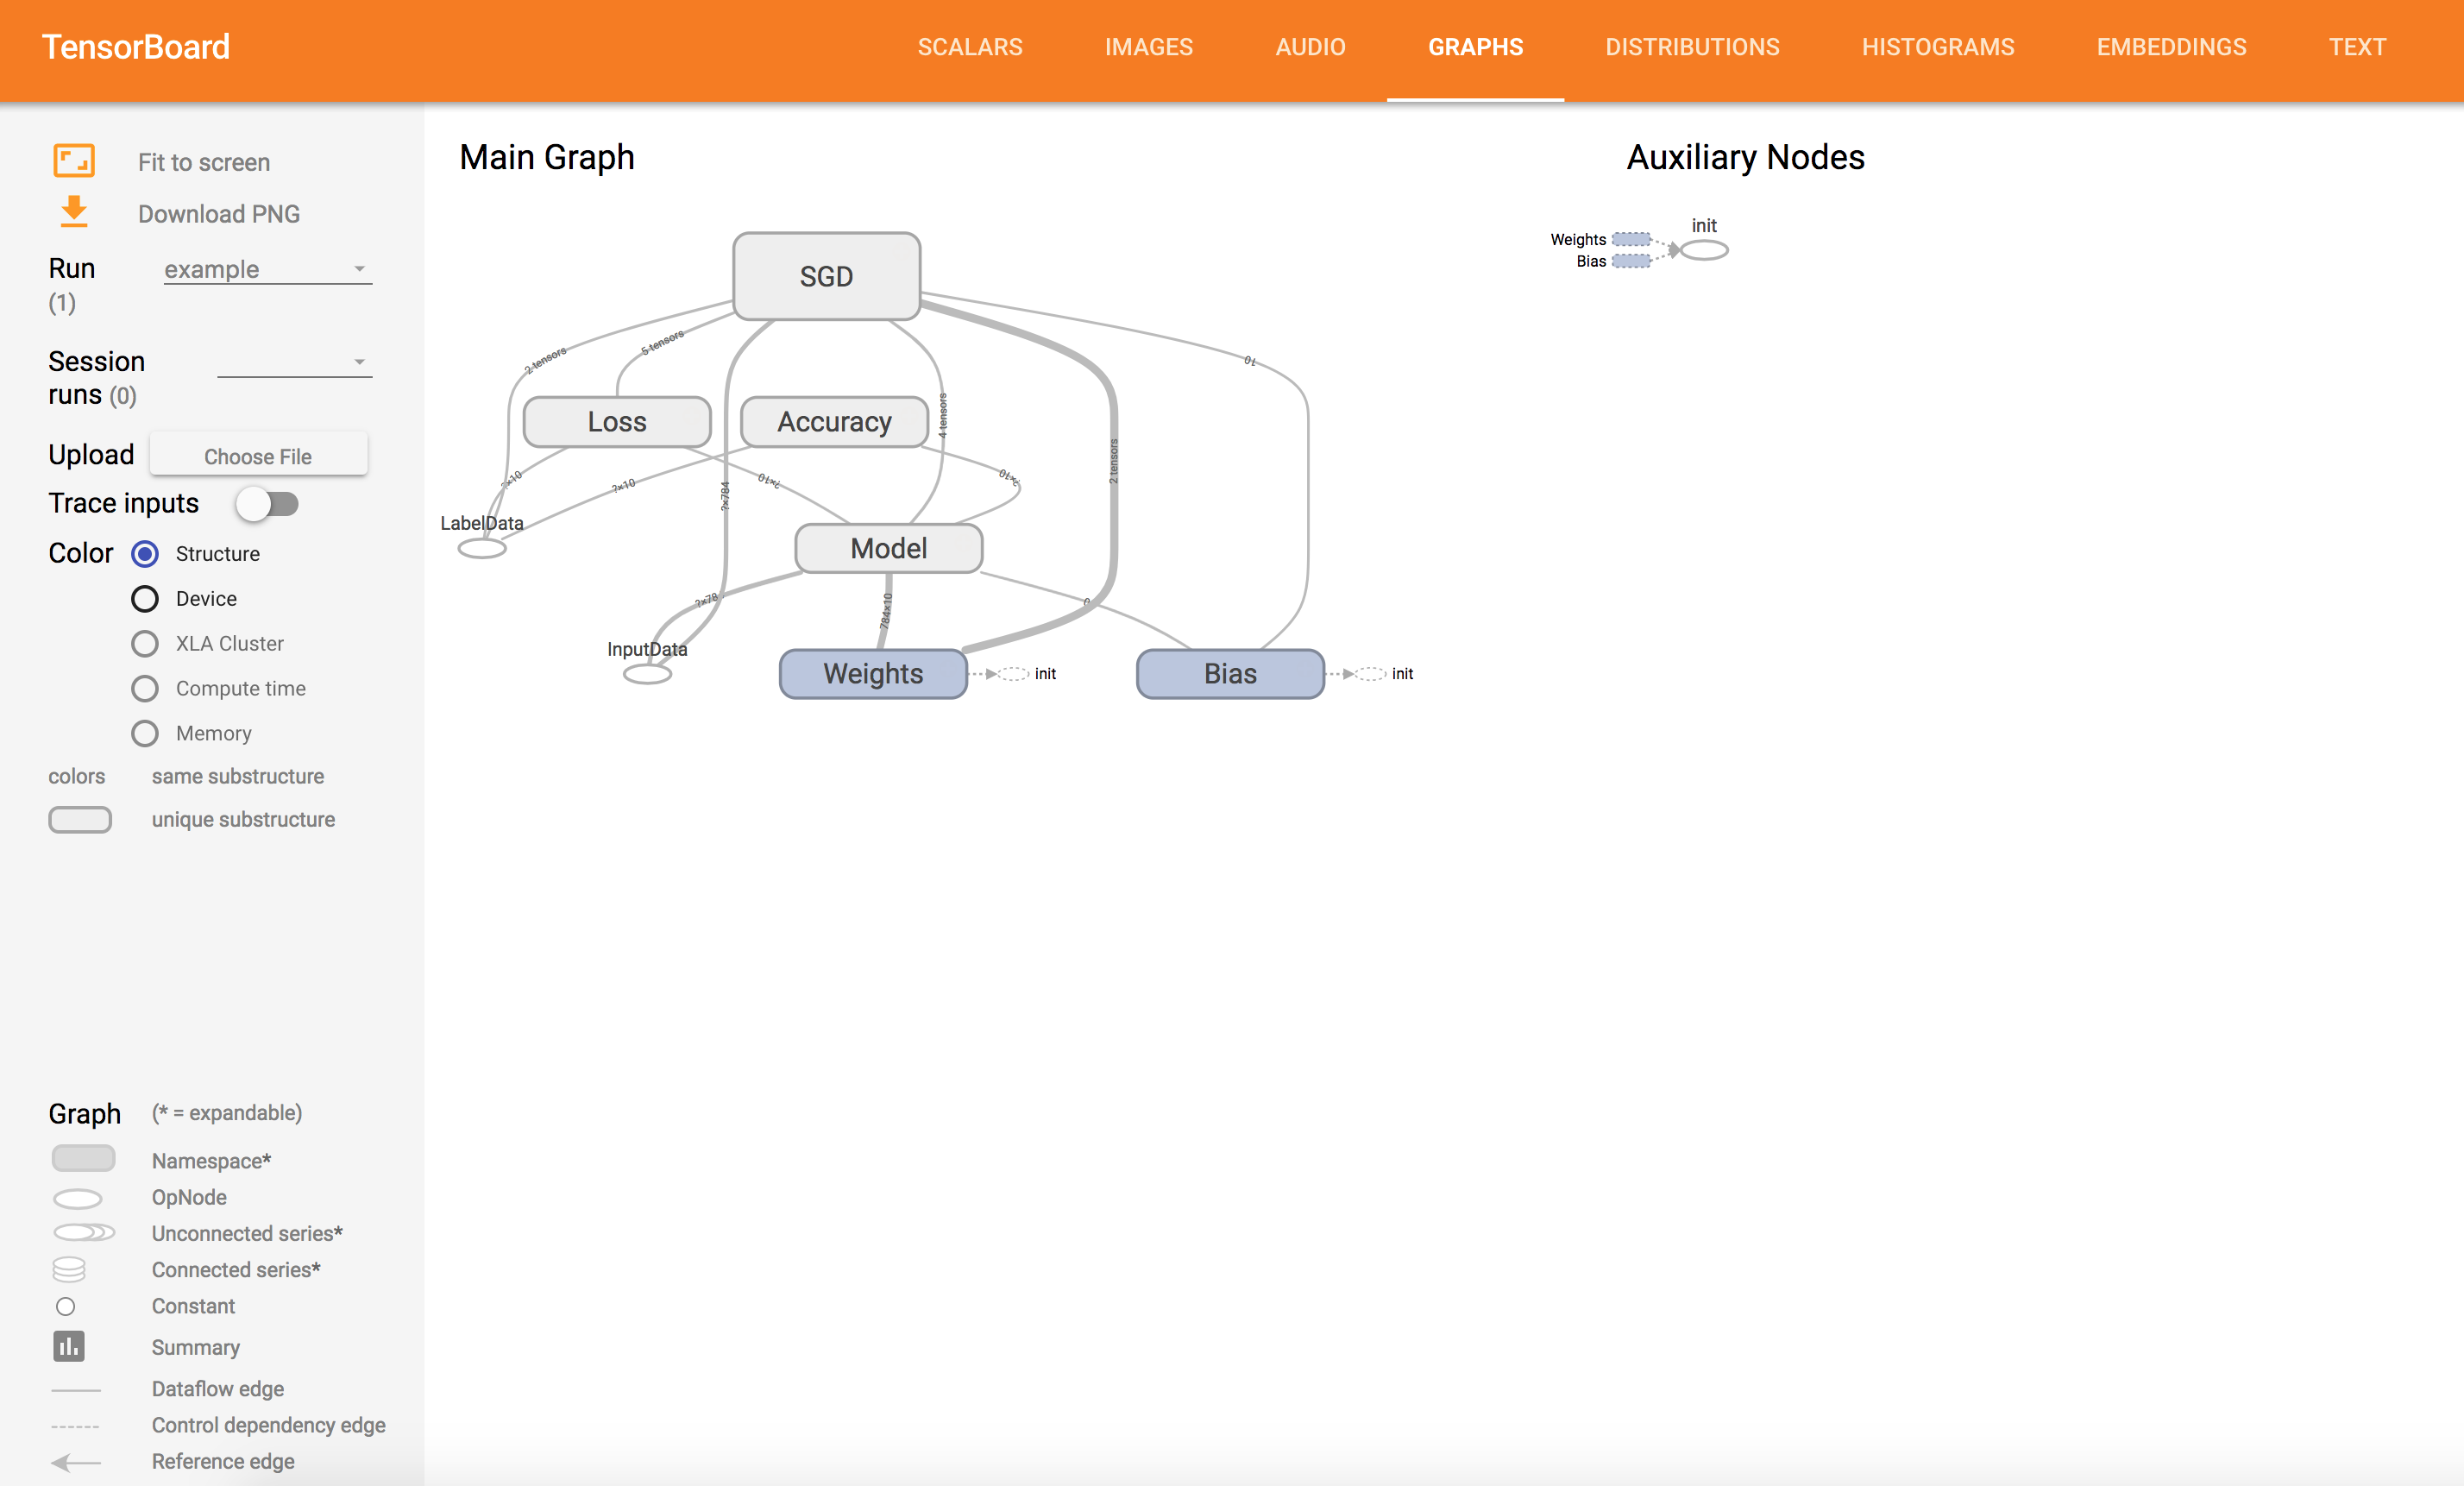 TensorBoard
SCALARS
IMAGES
AUDIO
GRAPHS
DISTRIBUTIONS
HISTOGRAMS
EMBEDDINGS
TEXT
Fit to screen
Download PNG
Run
(1)
example
Session
runs (0)
Upload
Choose File
Trace inputs
Color
Structure
Device
XLA Cluster
Compute time
Memory
colors
same substructure
unique substructure
Graph
(* = expandable)
Namespace*
OpNode
Unconnected series*
Connected series*
Constant
Summary
Dataflow edge
Control dependency edge
Reference edge
Main Graph
SGD
2 tensors
5 tensors
10
Loss
Accuracy
4 tensors
2 tensors
?×10
?×10
?×784
?×10
?×10
LabelData
Model
?×78
784×10
InputData
Weights
init
Bias
init
Auxiliary Nodes
init
Weights
Bias